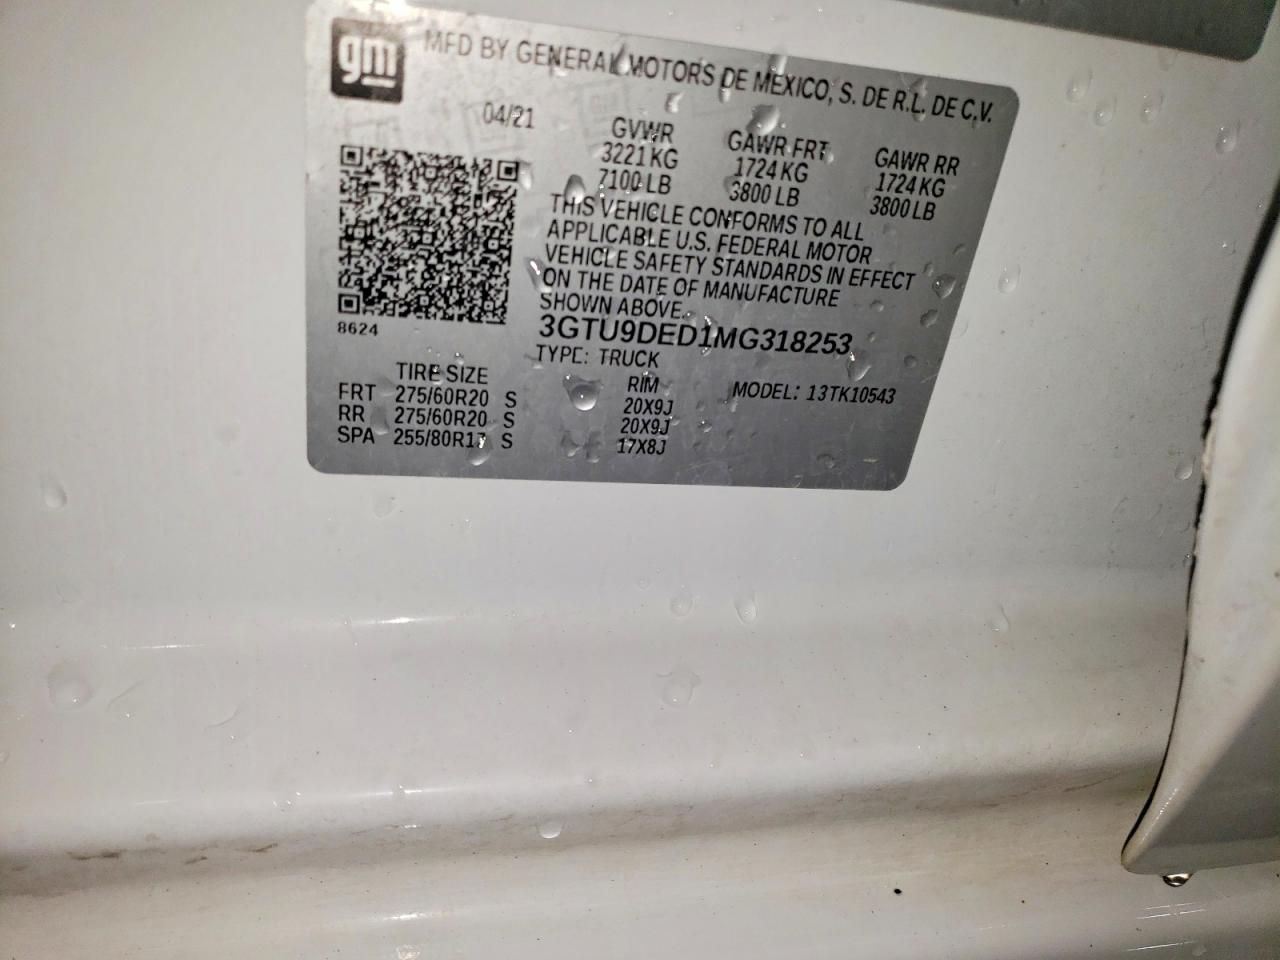 gm
MFD BY GENERAL MOTORS DE MEXICO, S. DE R.L. DE C.V.
04/21
GVWR GAWR FRT GAWR RR
3221 KG 1724 KG 1724 KG
7100 LB 3800 LB 3800 LB
THIS VEHICLE CONFORMS TO ALL
APPLICABLE U.S. FEDERAL MOTOR
VEHICLE SAFETY STANDARDS IN EFFECT
ON THE DATE OF MANUFACTURE
SHOWN ABOVE.
8624
3GTU9DED1MG318253
TYPE: TRUCK
MODEL: 13TK10543
TIRE SIZE RIM
FRT 275/60R20 S 20X9J
RR 275/60R20 S 20X9J
SPA 255/80R17 S 17X8J